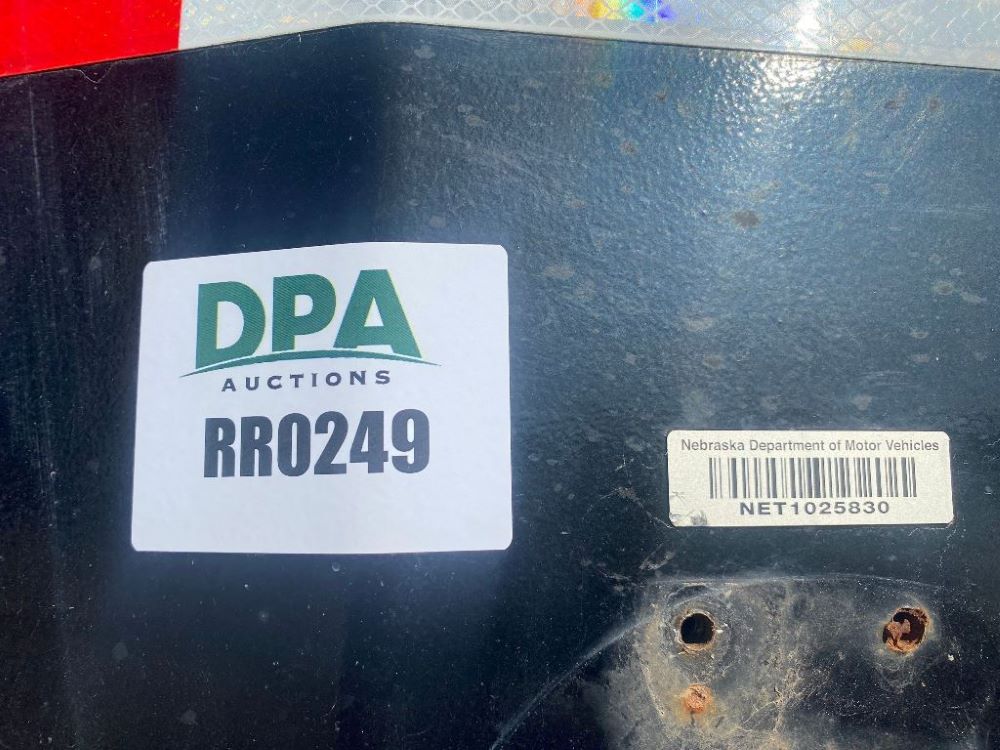 DPA
AUCTIONS
RR0249
Nebraska Department of Motor Vehicles
NET1025830